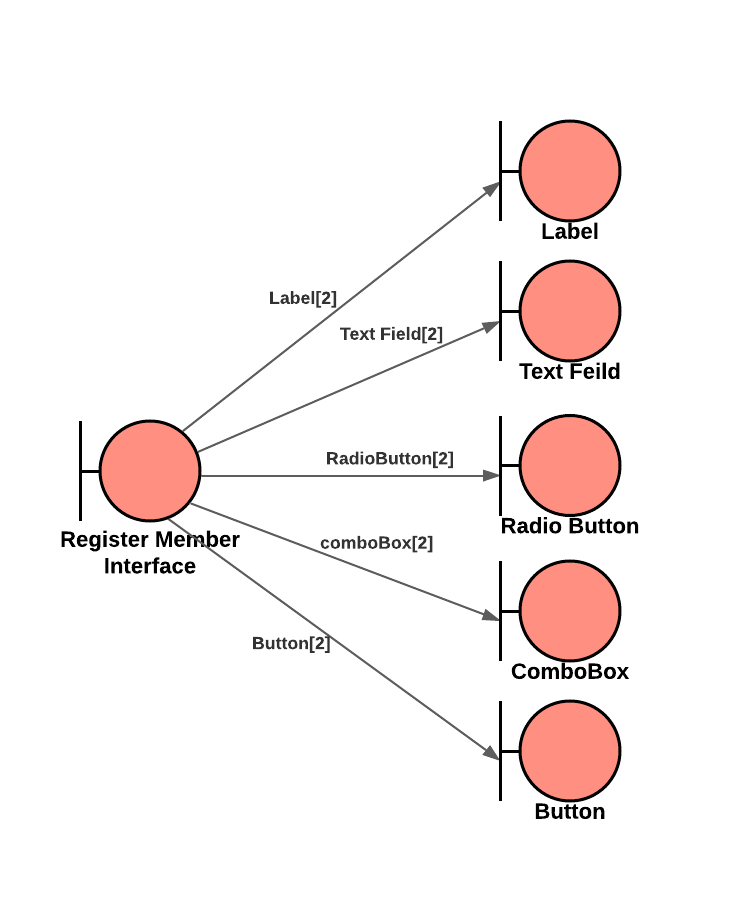 Label
Label[2]
Text Field[2]
Text Feild
RadioButton[2]
Radio Button
Register Member
Interface
comboBox[2]
ComboBox
Button[2]
Button